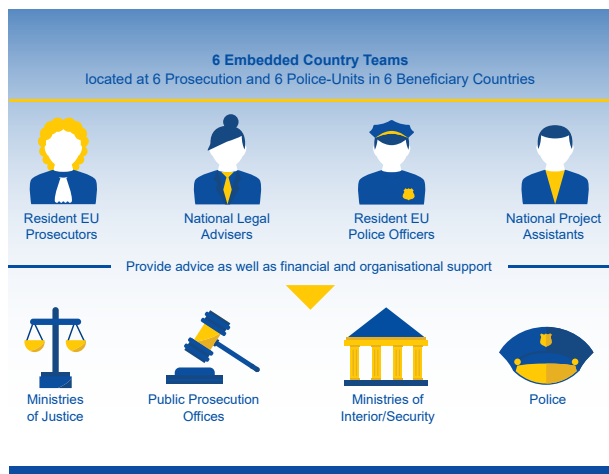 6 Embedded Country Teams
located at 6 Prosecution and 6 Police-Units in 6 Beneficiary Countries
Resident EU
Prosecutors
National Legal
Advisers
Resident EU
Police Officers
National Project
Assistants
Provide advice as well as financial and organisational support
Ministries
of Justice
Public Prosecution
Offices
Ministries of
Interior/Security
Police